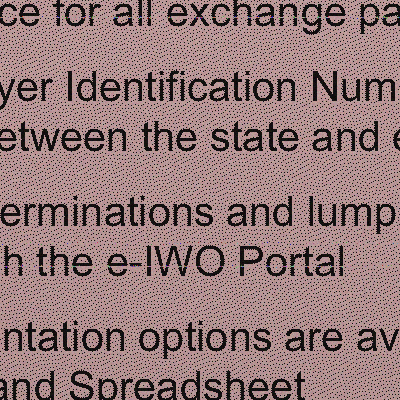 ce for all exchange pa
yer Identification Num
etween the state and e
erminations and lump
h the e-IWO Portal
ntation options are av
and Spreadsheet